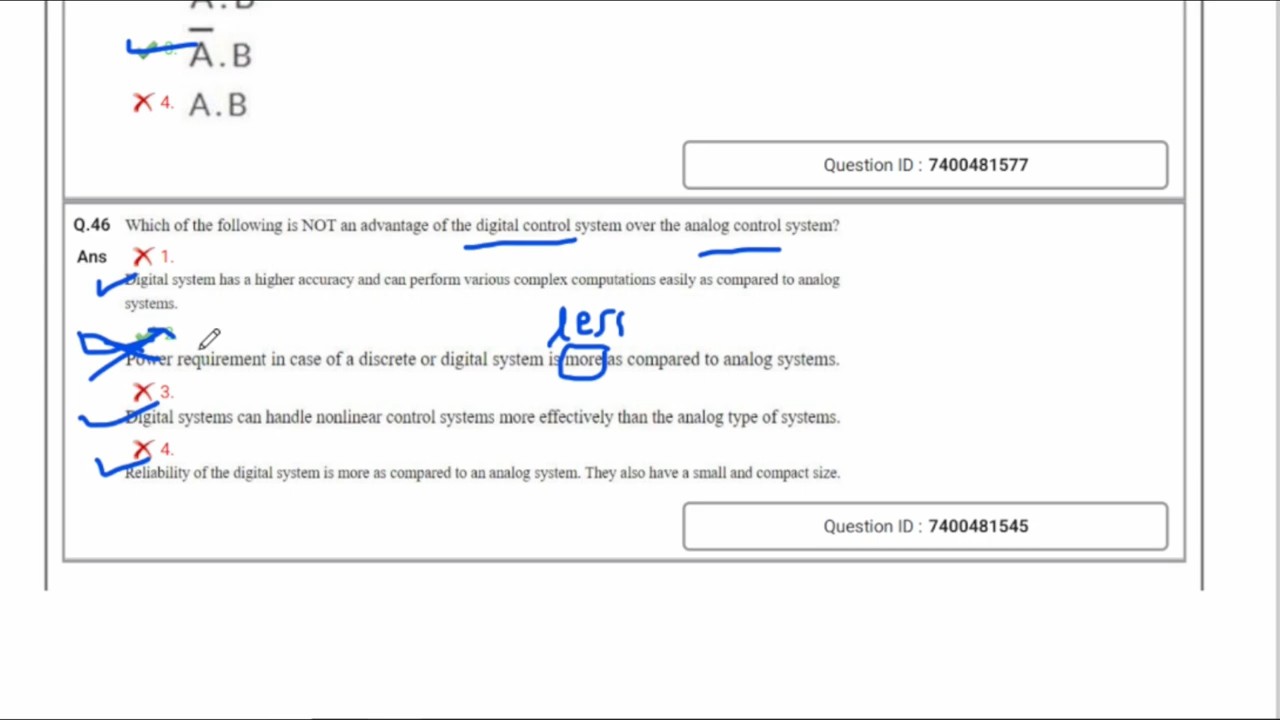 A.B
3. A.B
4. A.B
Question ID : 7400481577
Q.46 Which of the following is NOT an advantage of the digital control system over the analog control system?
Ans 1.
Digital system has a higher accuracy and can perform various complex computations easily as compared to analog
systems.
less
2.
Power requirement in case of a discrete or digital system is more as compared to analog systems.
3.
Digital systems can handle nonlinear control systems more effectively than the analog type of systems.
4.
Reliability of the digital system is more as compared to an analog system. They also have a small and compact size.
Question ID : 7400481545